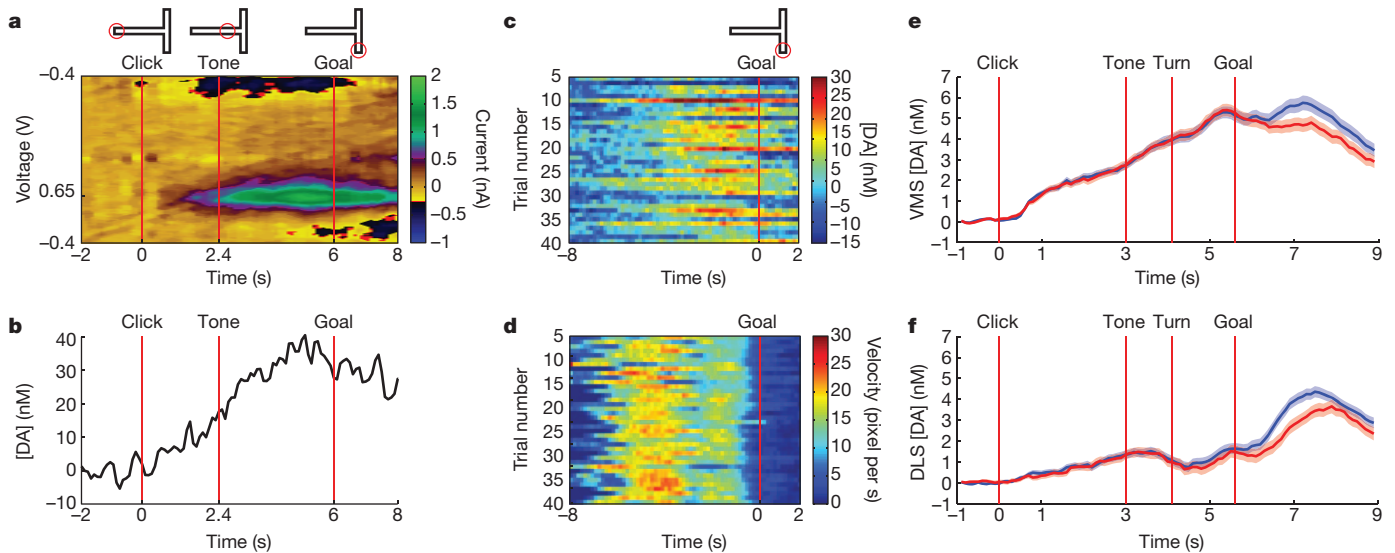 a
Click Tone Goal
−0.4
0.65
−0.4
Voltage (V)
−2 0 2.4 6 8
Time (s)
2
1.5
1
0.5
0
−0.5
−1
Current (nA)
b
Click Tone Goal
40
30
20
10
0
−10
[DA] (nM)
−2 0 2.4 6 8
Time (s)
c
Goal
5
10
15
20
25
30
35
40
Trial number
−8 0 2
Time (s)
30
25
20
15
10
5
0
−5
−10
−15
[DA] (nM)
d
Goal
5
10
15
20
25
30
35
40
Trial number
−8 0 2
Time (s)
30
25
20
15
10
5
0
Velocity (pixel per s)
e
Click Tone Turn Goal
7
6
5
4
3
2
1
0
−1
VMS [DA] (nM)
−1 0 1 3 5 7 9
Time (s)
f
Click Tone Turn Goal
7
6
5
4
3
2
1
0
−1
DLS [DA] (nM)
−1 0 1 3 5 7 9
Time (s)